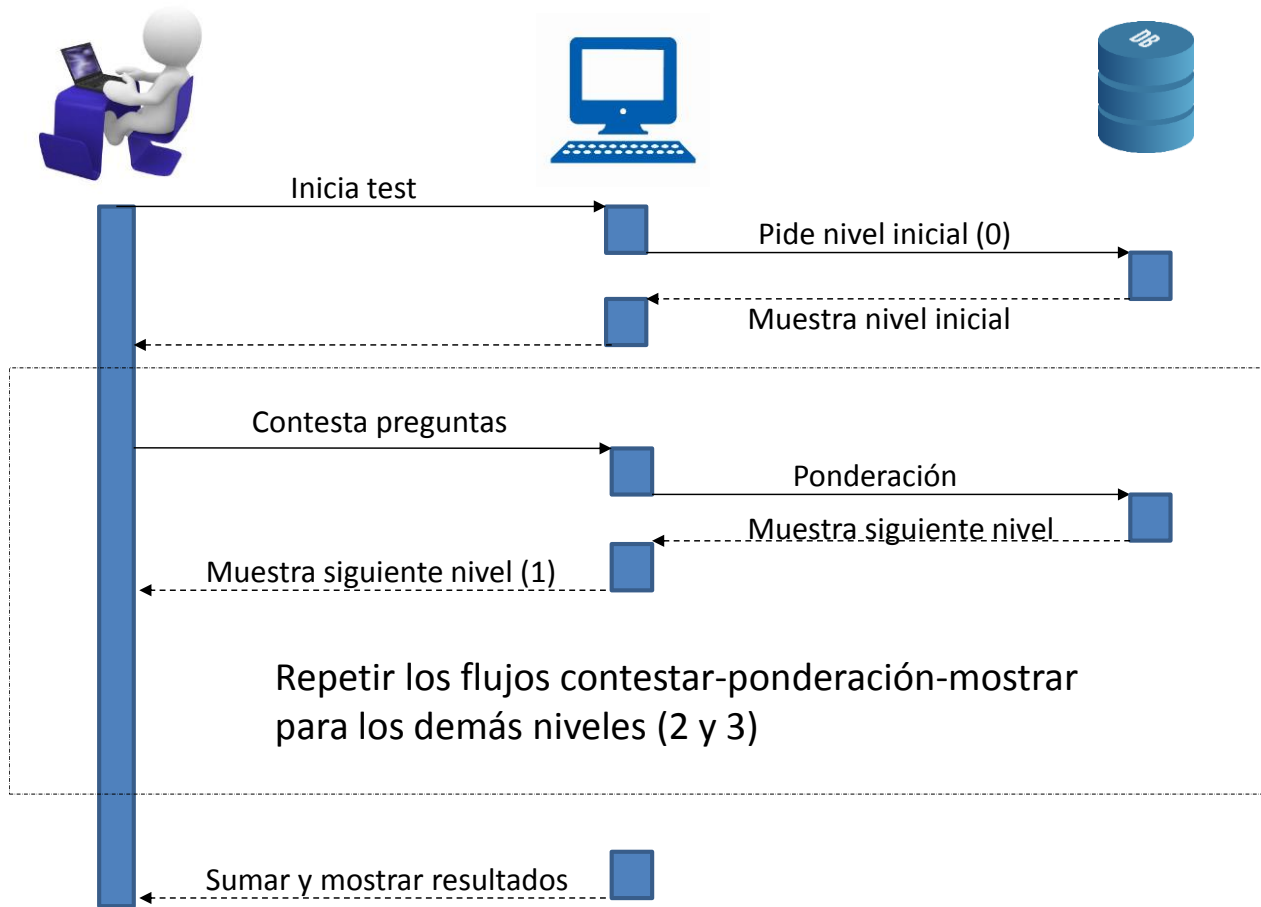 DB
Inicia test
Pide nivel inicial (0)
Muestra nivel inicial
Contesta preguntas
Ponderación
Muestra siguiente nivel
Muestra siguiente nivel (1)
Repetir los flujos contestar-ponderación-mostrar
para los demás niveles (2 y 3)
Sumar y mostrar resultados